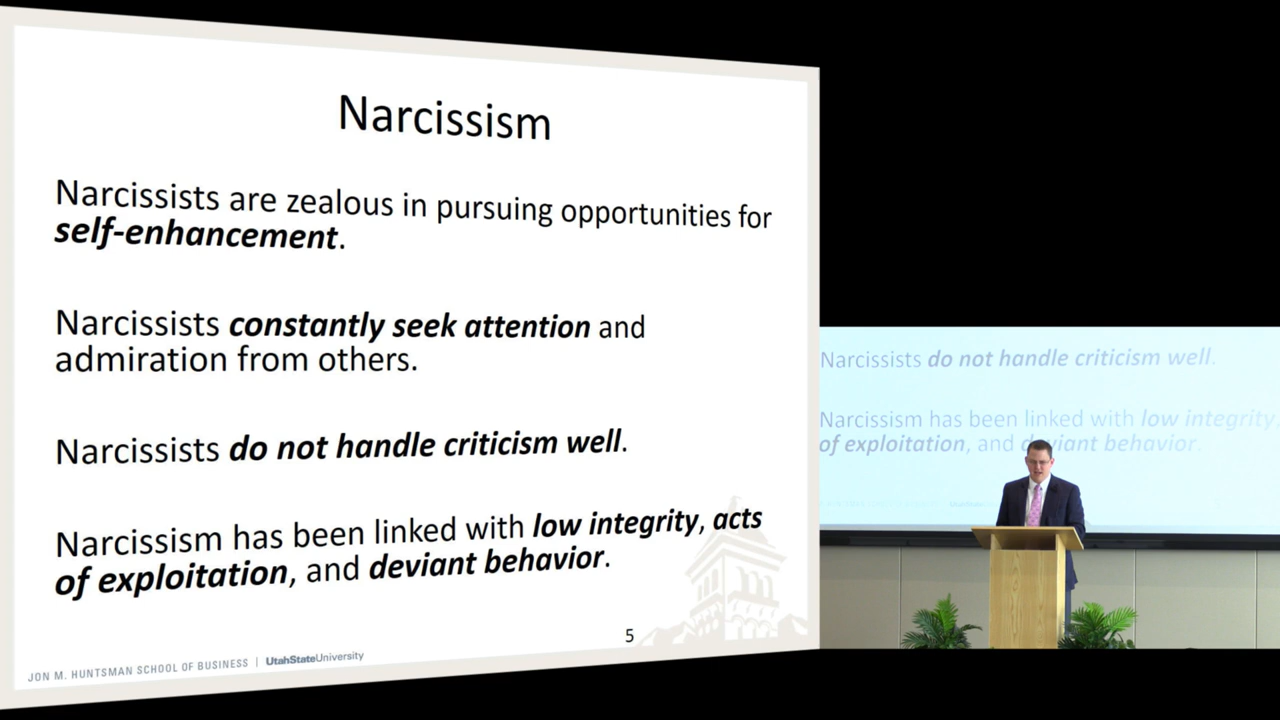 Narcissism
Narcissists are zealous in pursuing opportunities for
self-enhancement.
Narcissists constantly seek attention and
admiration from others.
Narcissists do not handle criticism well.
Narcissism has been linked with low integrity, acts
of exploitation, and deviant behavior.
5
JON M. HUNTSMAN SCHOOL OF BUSINESS | UtahStateUniversity
Narcissists do not handle criticism well.
Narcissism has been linked with low integrity,
of exploitation, and deviant behavior.